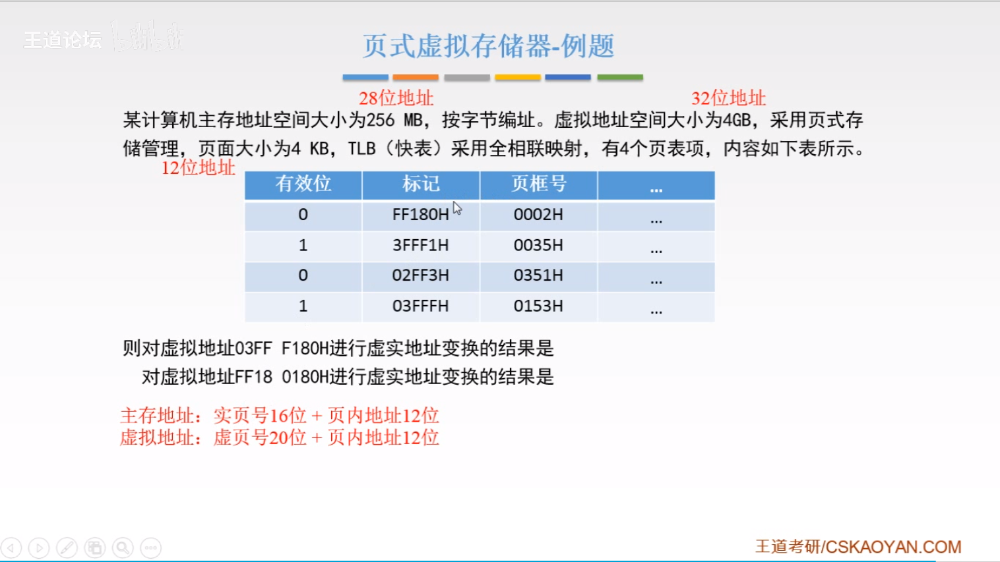 王道论坛 bilibili
页式虚拟存储器-例题
28位地址 32位地址
某计算机主存地址空间大小为256 MB，按字节编址。虚拟地址空间大小为4GB，采用页式存
储管理，页面大小为4 KB，TLB（快表）采用全相联映射，有4个页表项，内容如下表所示。
12位地址
有效位 标记 页框号 ...
0 FF180H 0002H ...
1 3FFF1H 0035H ...
0 02FF3H 0351H ...
1 03FFFH 0153H ...
则对虚拟地址03FF F180H进行虚实地址变换的结果是
对虚拟地址FF18 0180H进行虚实地址变换的结果是
主存地址：实页号16位 + 页内地址12位
虚拟地址：虚页号20位 + 页内地址12位
王道考研/CSKAOYAN.COM